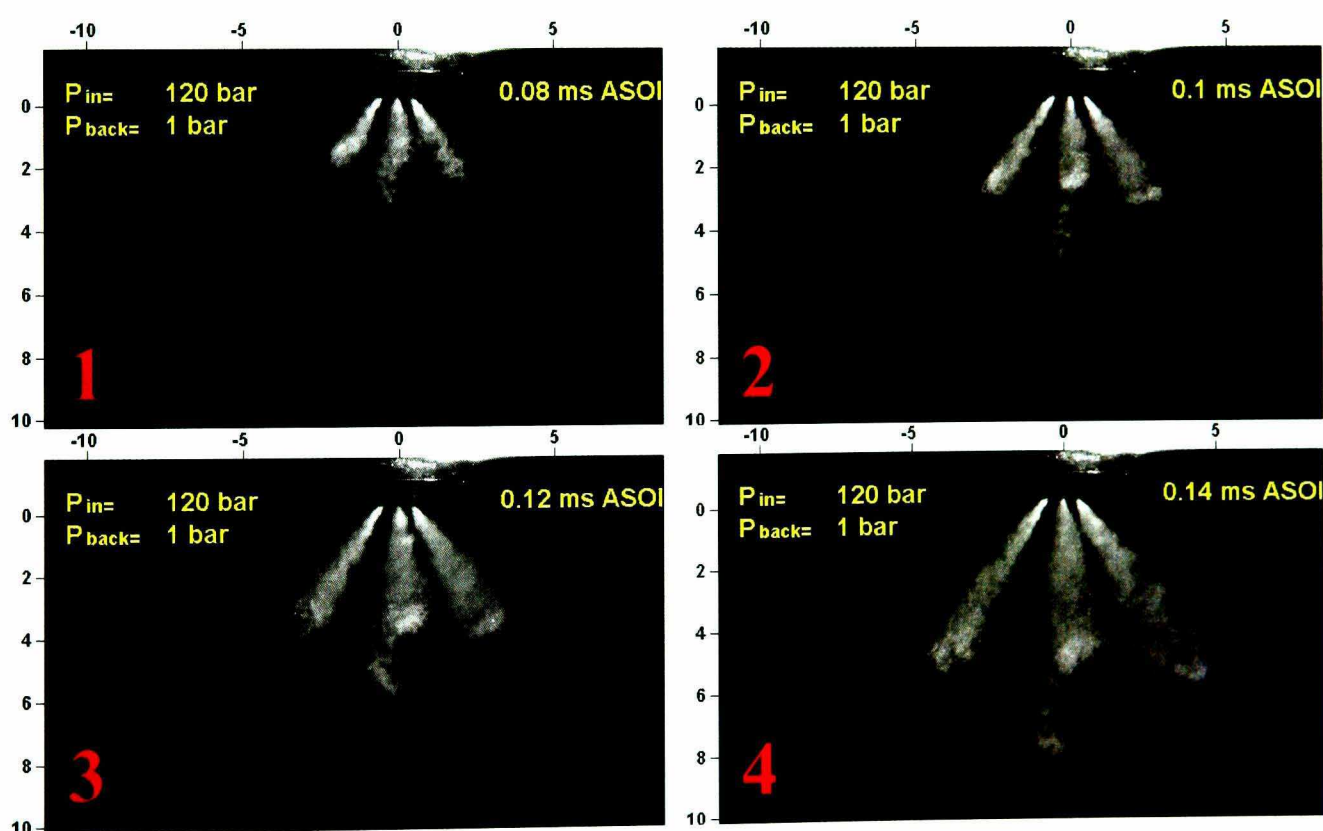 -10 -5 0 5
P in= 120 bar 0.08 ms ASOI
P back= 1 bar
0
2
4
6
8
10
1
-10 -5 0 5
P in= 120 bar 0.1 ms ASOI
P back= 1 bar
0
2
4
6
8
10
2
-10 -5 0 5
P in= 120 bar 0.12 ms ASOI
P back= 1 bar
0
2
4
6
8
10
3
-10 -5 0 5
P in= 120 bar 0.14 ms ASOI
P back= 1 bar
0
2
4
6
8
10
4